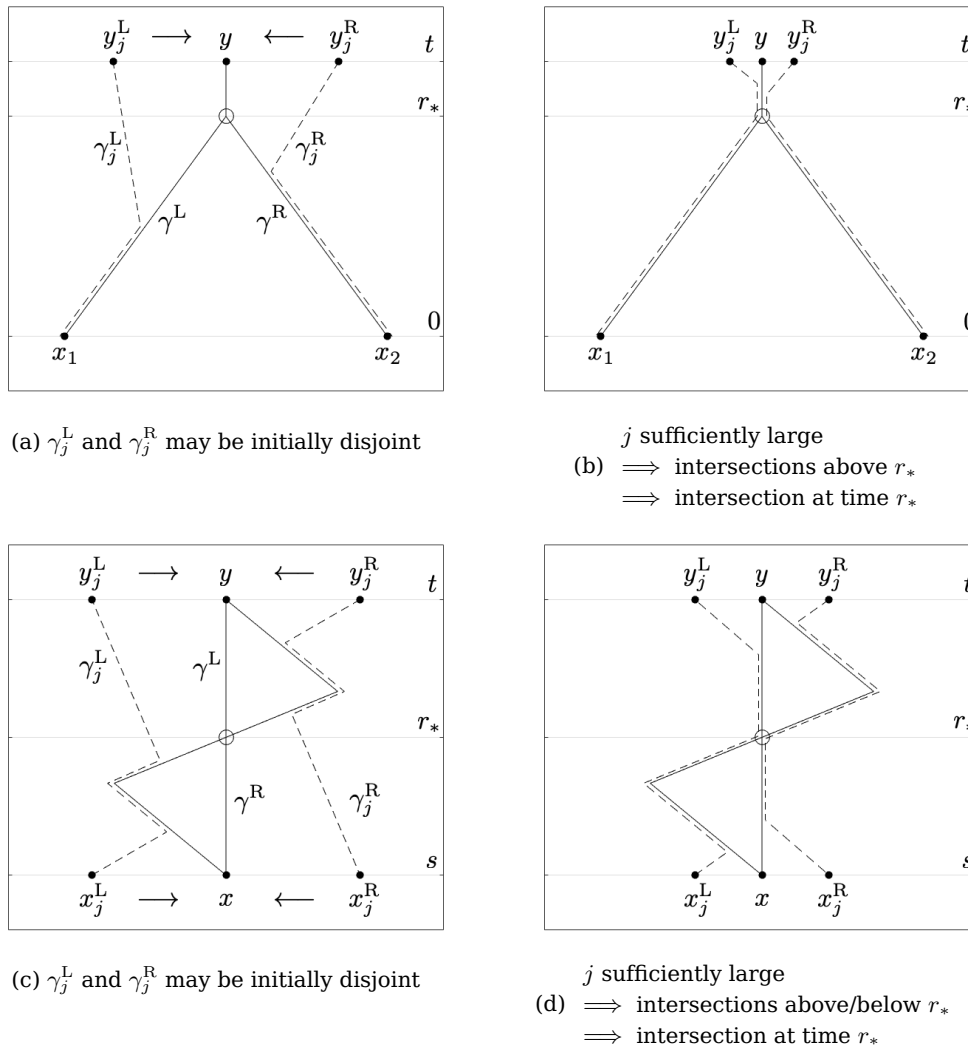 y_j^L ⟶ y ⟵ y_j^R t
r_*
γ_j^L γ_j^R
γ^L γ^R
0
x_1 x_2
(a) γ_j^L and γ_j^R may be initially disjoint
y_j^L y y_j^R t
r_*
0
x_1 x_2
j sufficiently large
(b) ⟹ intersections above r_*
⟹ intersection at time r_*
y_j^L ⟶ y ⟵ y_j^R t
γ_j^L γ^L
r_*
γ^R γ_j^R
s
x_j^L ⟶ x ⟵ x_j^R
(c) γ_j^L and γ_j^R may be initially disjoint
y_j^L y y_j^R t
r_*
s
x_j^L x x_j^R
j sufficiently large
(d) ⟹ intersections above/below r_*
⟹ intersection at time r_*